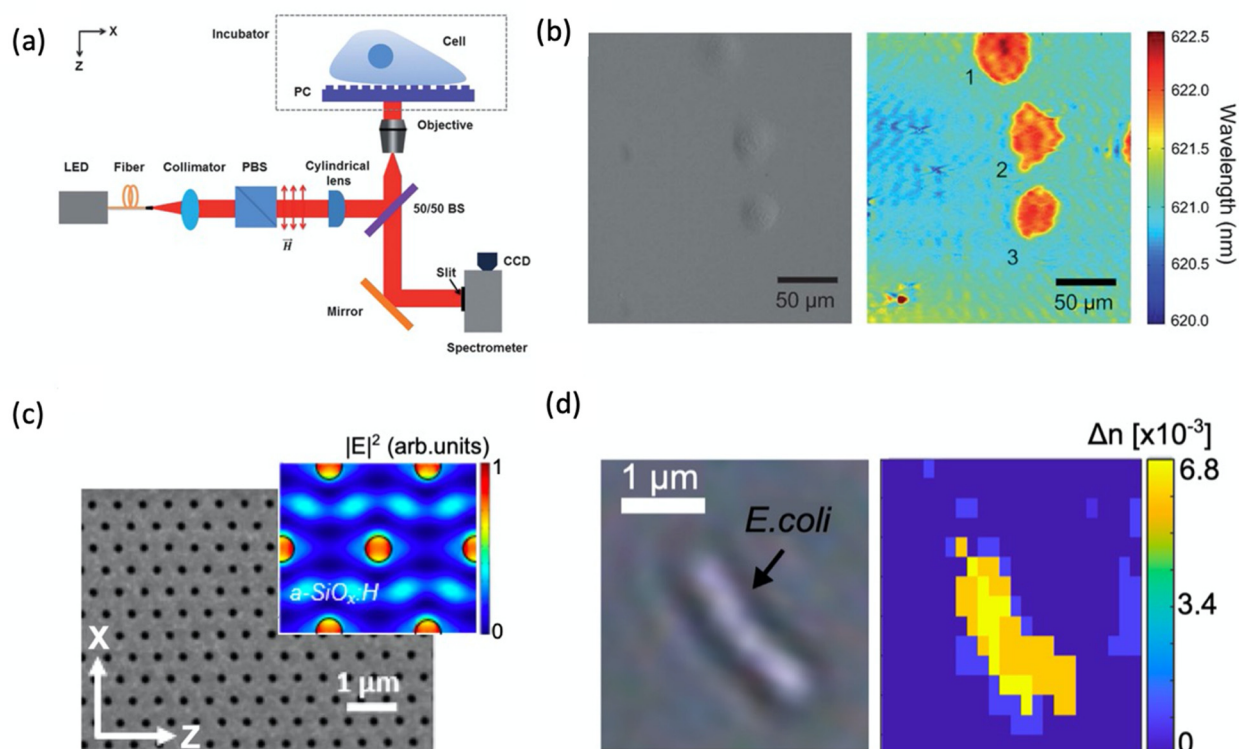 (a)
X
Z
Incubator
Cell
PC
Objective
LED
Fiber
Collimator
PBS
Cylindrical
lens
50/50 BS
H
Slit
CCD
Mirror
Spectrometer
(b)
50 μm
1
2
3
50 μm
622.5
622.0
621.5
621.0
620.5
620.0
Wavelength (nm)
(c)
|E|² (arb.units)
1
0
a-SiOₓ:H
X
Z
1 μm
(d)
1 μm
E.coli
Δn [x10⁻³]
6.8
3.4
0